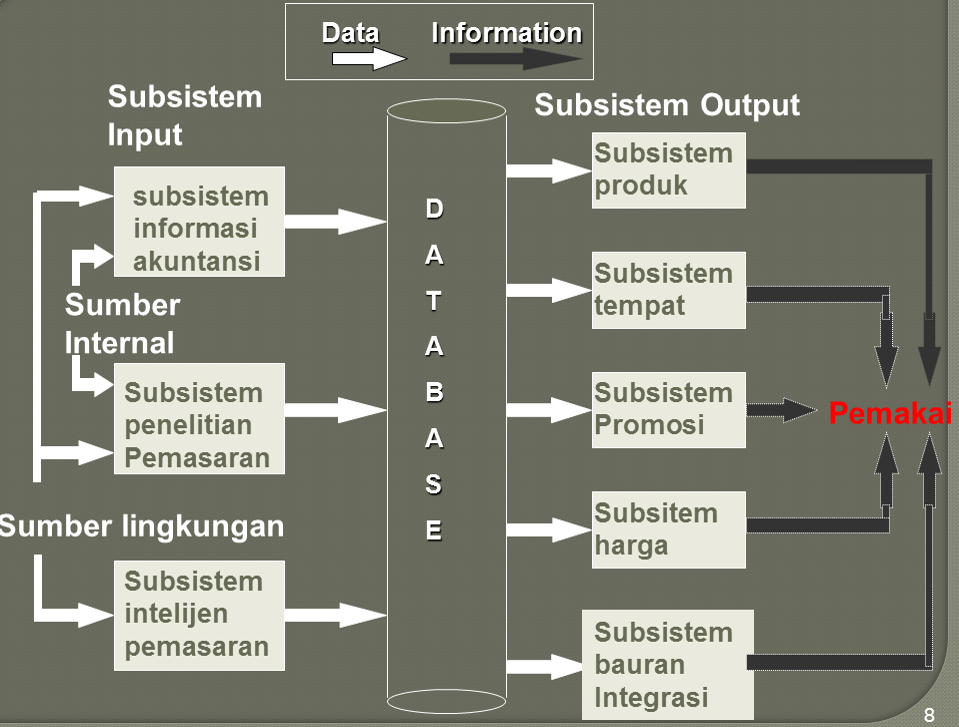 Data Information
Subsistem
Input
Subsistem Output
subsistem
informasi
akuntansi
Sumber
Internal
Subsistem
penelitian
Pemasaran
Sumber lingkungan
Subsistem
intelijen
pemasaran
D
A
T
A
B
A
S
E
Subsistem
produk
Subsistem
tempat
Subsistem
Promosi
Subsitem
harga
Subsistem
bauran
Integrasi
Pemakai
8